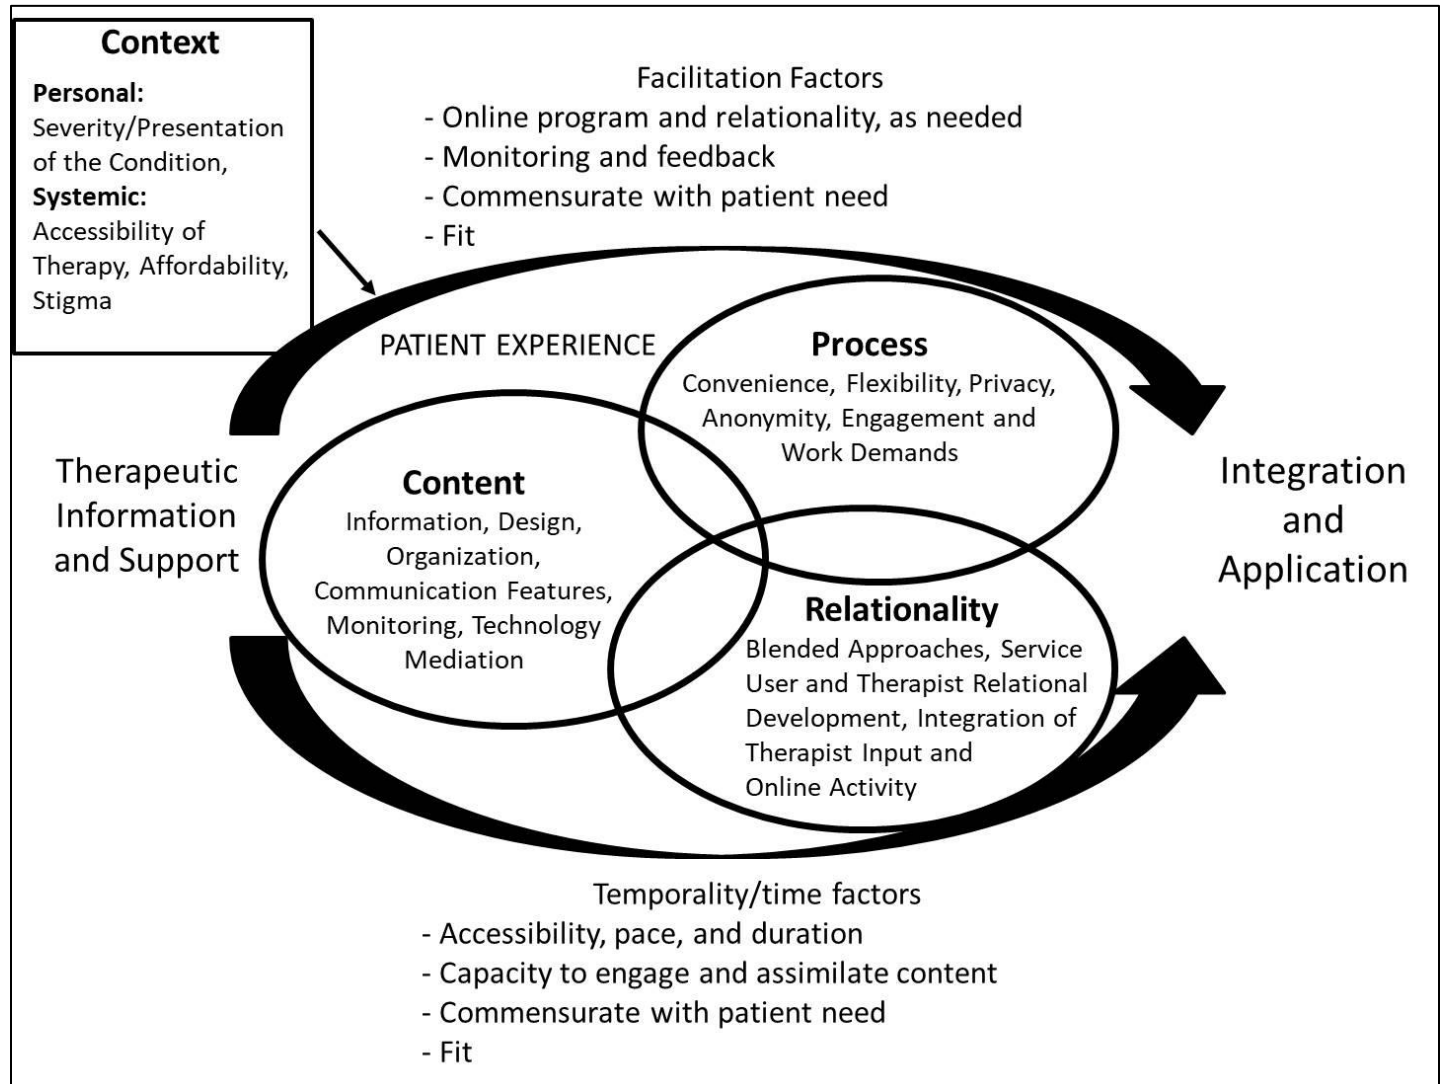 Context
Personal:
Severity/Presentation
of the Condition,
Systemic:
Accessibility of
Therapy, Affordability,
Stigma
Facilitation Factors
- Online program and relationality, as needed
- Monitoring and feedback
- Commensurate with patient need
- Fit
PATIENT EXPERIENCE
Process
Convenience, Flexibility, Privacy,
Anonymity, Engagement and
Work Demands
Therapeutic
Information
and Support
Content
Information, Design,
Organization,
Communication Features,
Monitoring, Technology
Mediation
Integration
and
Application
Relationality
Blended Approaches, Service
User and Therapist Relational
Development, Integration of
Therapist Input and
Online Activity
Temporality/time factors
- Accessibility, pace, and duration
- Capacity to engage and assimilate content
- Commensurate with patient need
- Fit